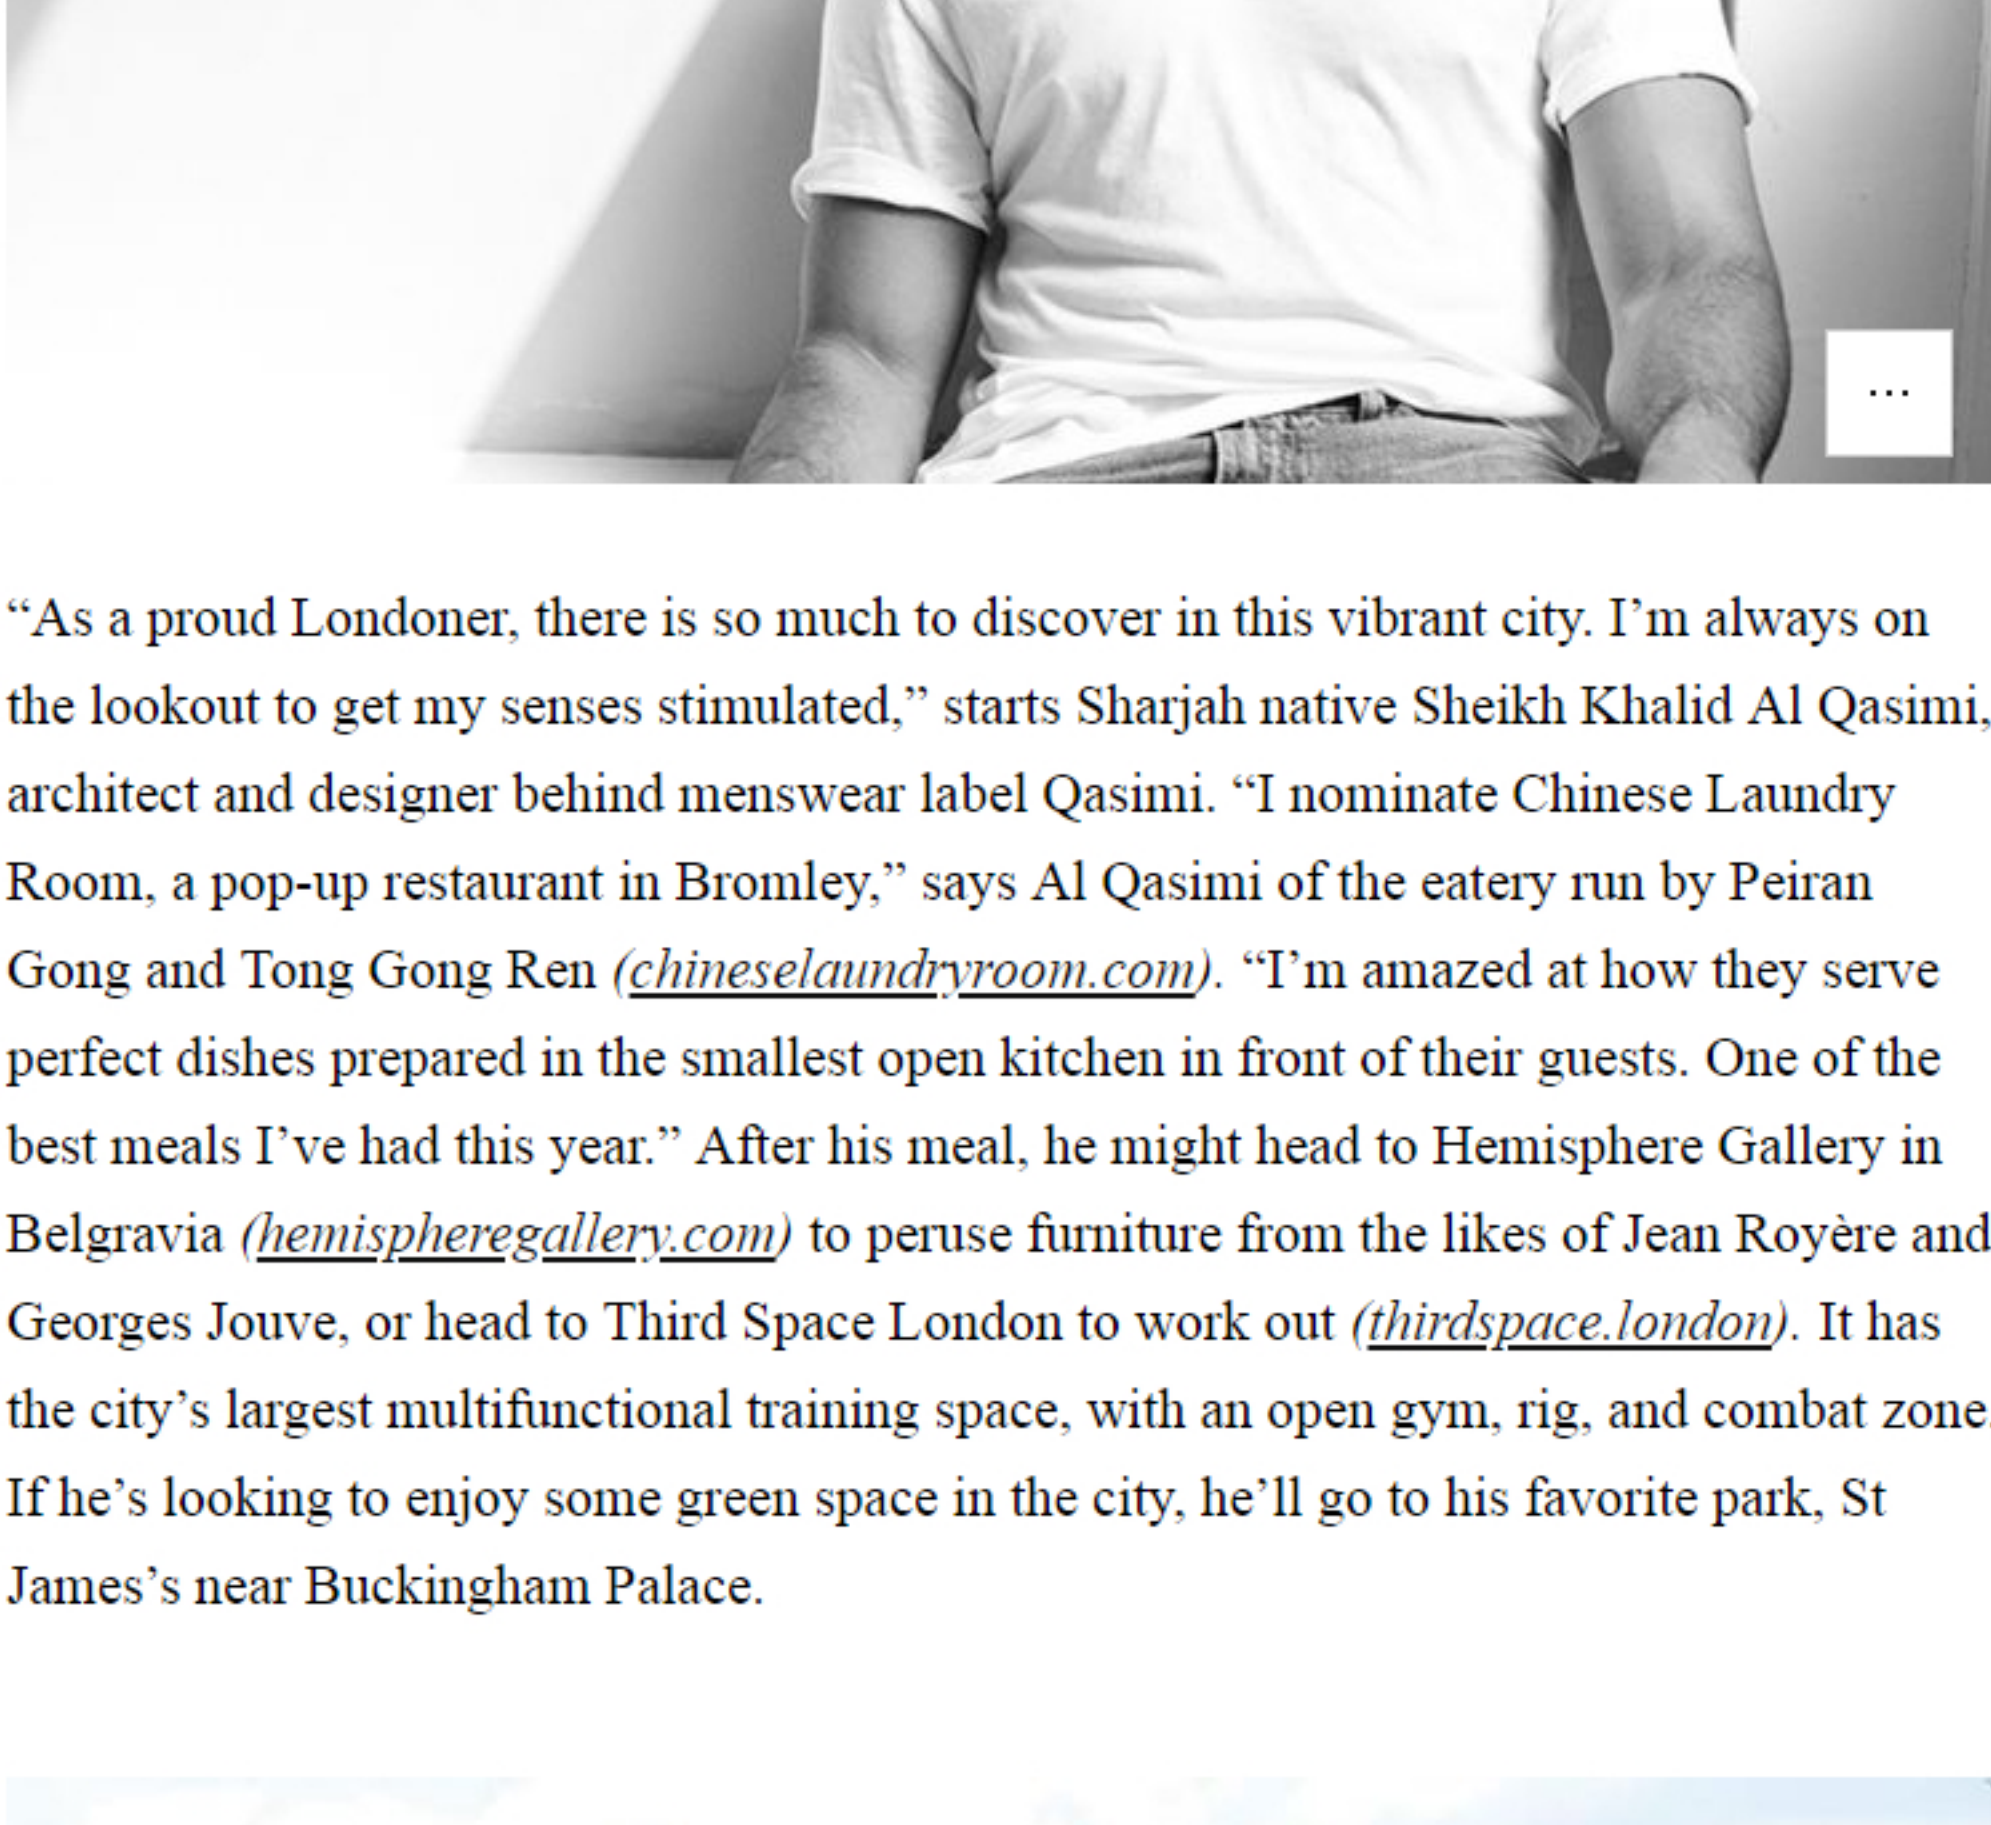 ...
“As a proud Londoner, there is so much to discover in this vibrant city. I’m always on
the lookout to get my senses stimulated,” starts Sharjah native Sheikh Khalid Al Qasimi,
architect and designer behind menswear label Qasimi. “I nominate Chinese Laundry
Room, a pop-up restaurant in Bromley,” says Al Qasimi of the eatery run by Peiran
Gong and Tong Gong Ren (chineselaundryroom.com). “I’m amazed at how they serve
perfect dishes prepared in the smallest open kitchen in front of their guests. One of the
best meals I’ve had this year.” After his meal, he might head to Hemisphere Gallery in
Belgravia (hemispheregallery.com) to peruse furniture from the likes of Jean Royère and
Georges Jouve, or head to Third Space London to work out (thirdspace.london). It has
the city’s largest multifunctional training space, with an open gym, rig, and combat zone.
If he’s looking to enjoy some green space in the city, he’ll go to his favorite park, St
James’s near Buckingham Palace.